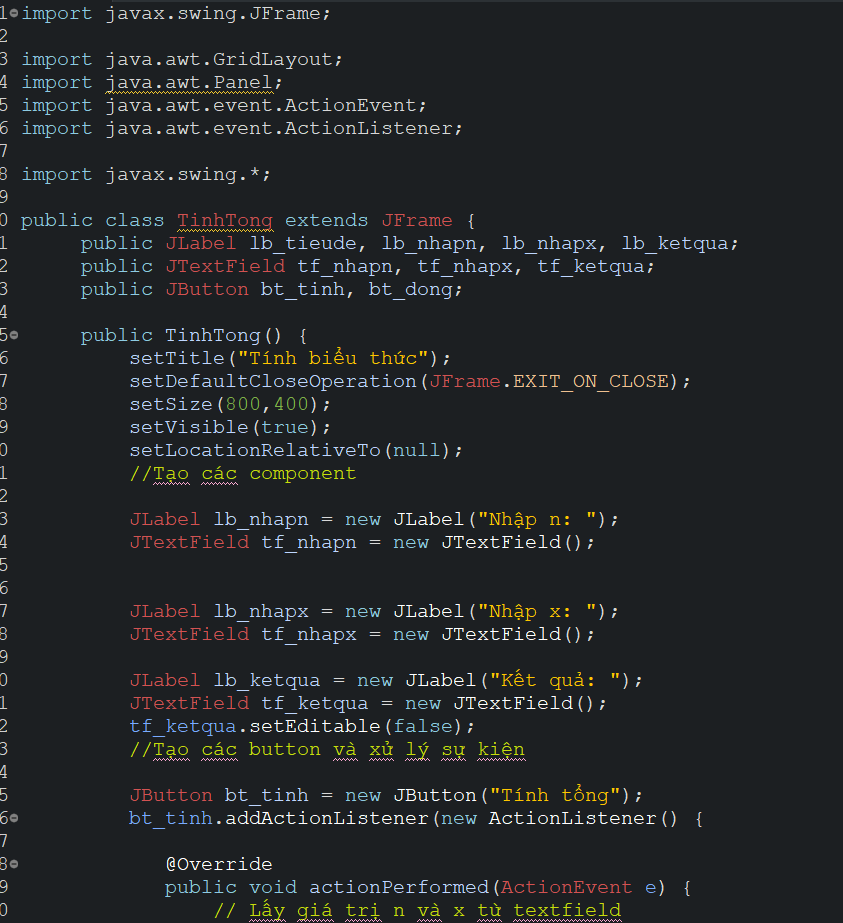 1 import javax.swing.JFrame;
2
3 import java.awt.GridLayout;
4 import java.awt.Panel;
5 import java.awt.event.ActionEvent;
6 import java.awt.event.ActionListener;
7
8 import javax.swing.*;
9
0 public class TinhTong extends JFrame {
1     public JLabel lb_tieude, lb_nhapn, lb_nhapx, lb_ketqua;
2     public JTextField tf_nhapn, tf_nhapx, tf_ketqua;
3     public JButton bt_tinh, bt_dong;
4
5     public TinhTong() {
6         setTitle("Tính biểu thức");
7         setDefaultCloseOperation(JFrame.EXIT_ON_CLOSE);
8         setSize(800,400);
9         setVisible(true);
0         setLocationRelativeTo(null);
1         //Tạo các component
2
3         JLabel lb_nhapn = new JLabel("Nhập n: ");
4         JTextField tf_nhapn = new JTextField();
5
6
7         JLabel lb_nhapx = new JLabel("Nhập x: ");
8         JTextField tf_nhapx = new JTextField();
9
0         JLabel lb_ketqua = new JLabel("Kết quả: ");
1         JTextField tf_ketqua = new JTextField();
2         tf_ketqua.setEditable(false);
3         //Tạo các button và xử lý sự kiện
4
5         JButton bt_tinh = new JButton("Tính tổng");
6         bt_tinh.addActionListener(new ActionListener() {
7
8            @Override
9            public void actionPerformed(ActionEvent e) {
0                // Lấy giá trị n và x từ textfield